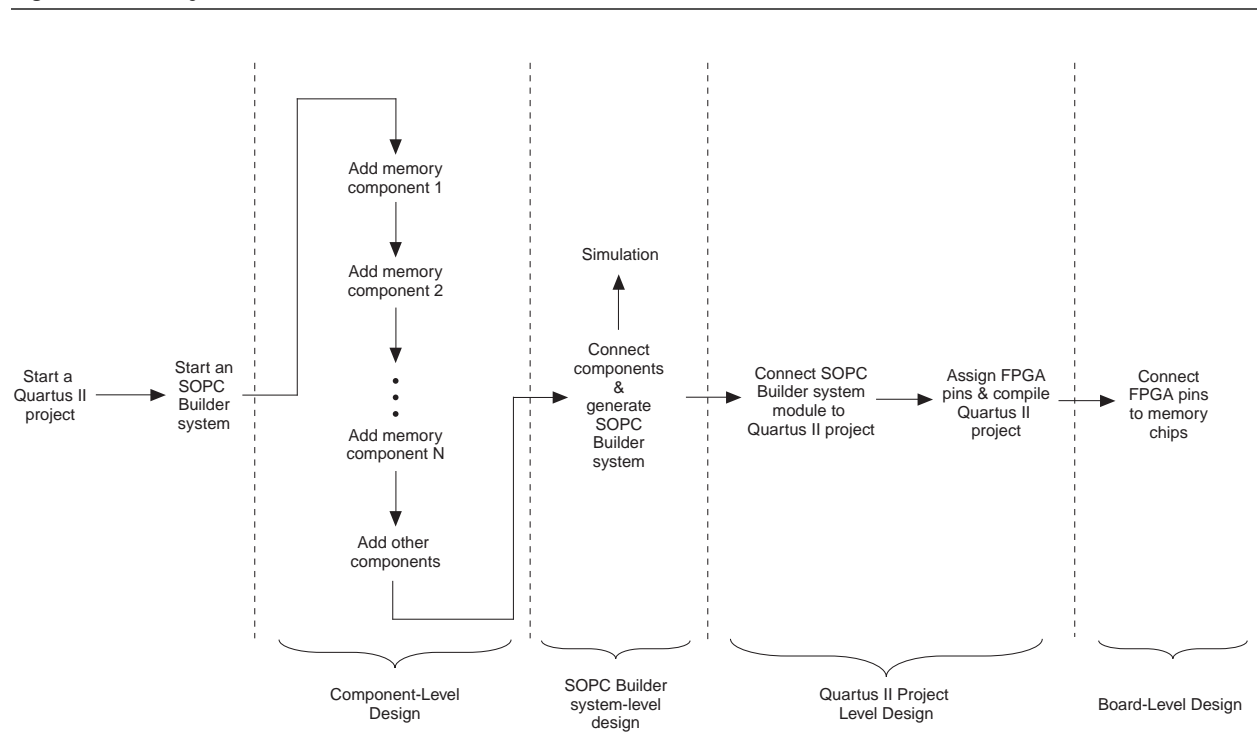 Start a
Quartus II
project
Start an
SOPC
Builder
system
Add memory
component 1
Add memory
component 2
Add memory
component N
Add other
components
Simulation
Connect
components
&
generate
SOPC
Builder
system
Connect SOPC
Builder system
module to
Quartus II project
Assign FPGA
pins & compile
Quartus II
project
Connect
FPGA pins
to memory
chips
Component-Level
Design
SOPC Builder
system-level
design
Quartus II Project
Level Design
Board-Level Design